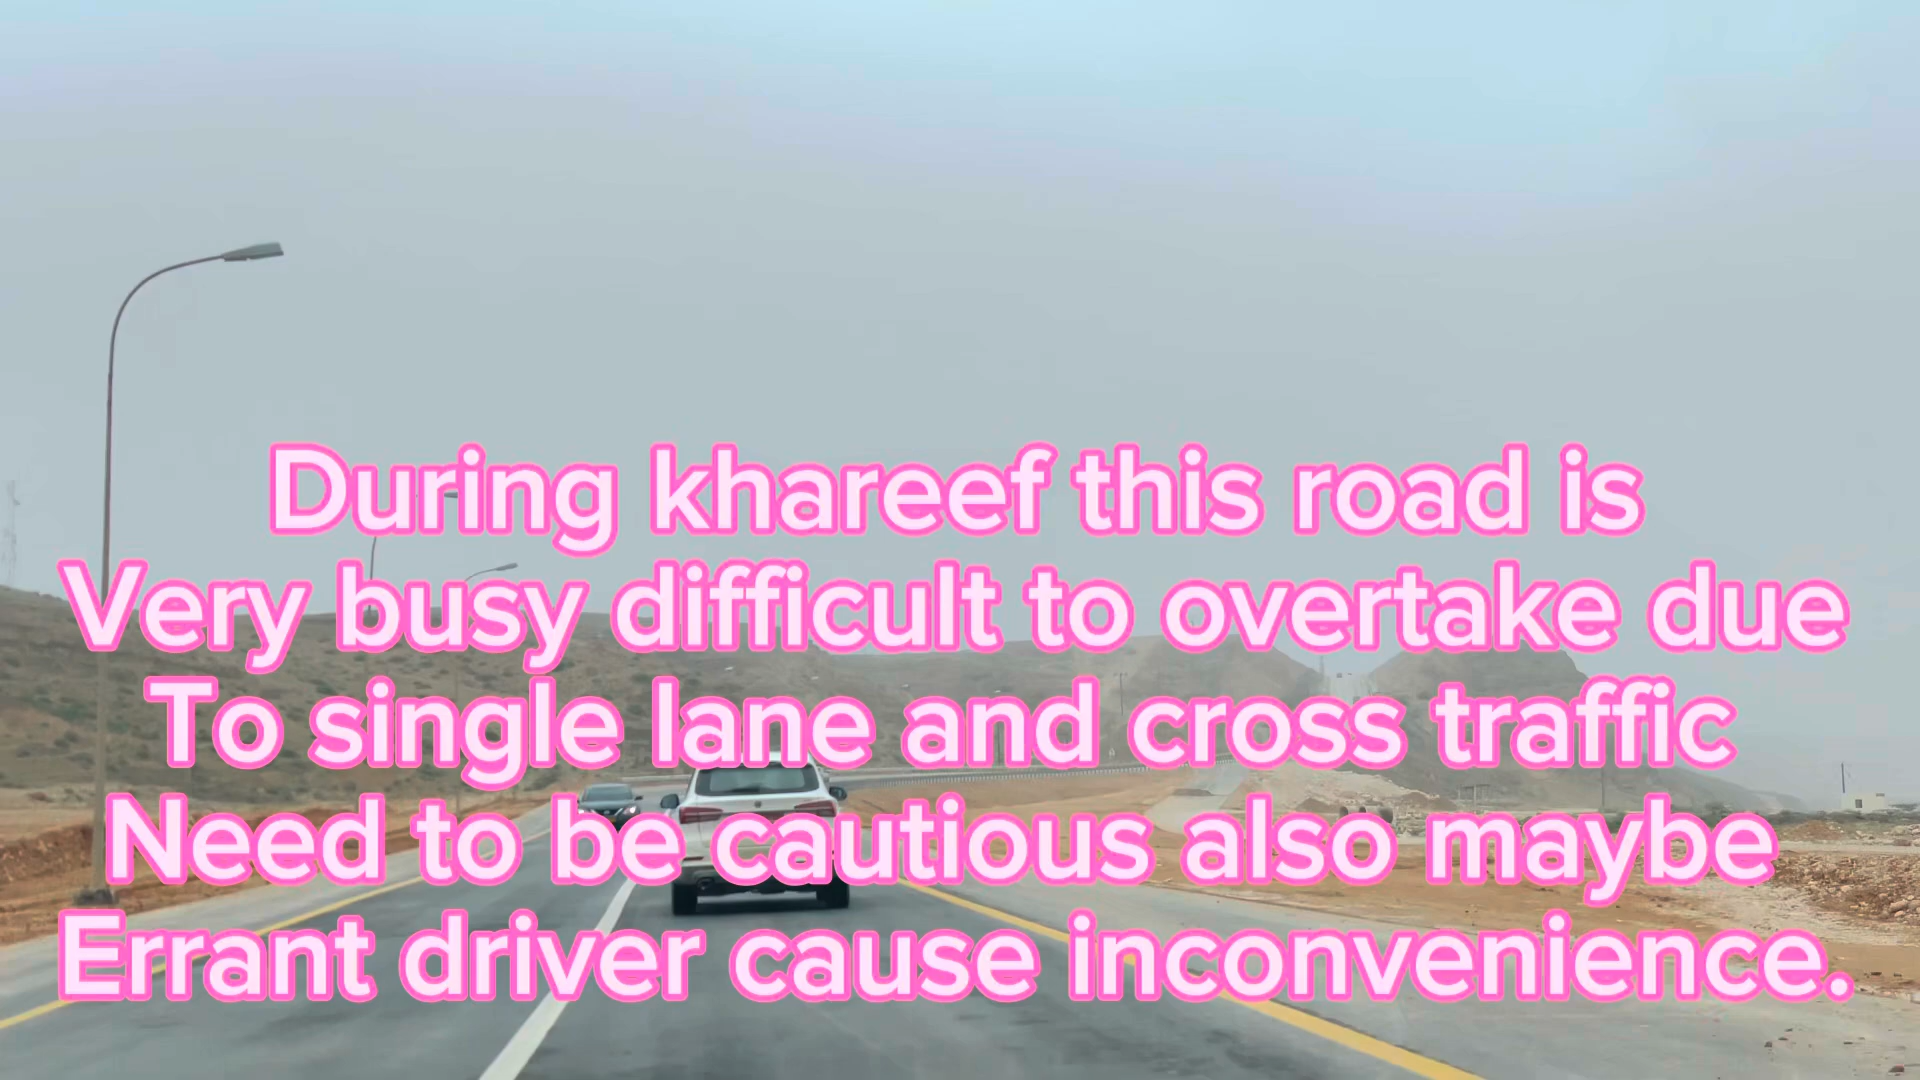 During khareef this road is
Very busy difficult to overtake due
To single lane and cross traffic
Need to be cautious also maybe
Errant driver cause inconvenience.